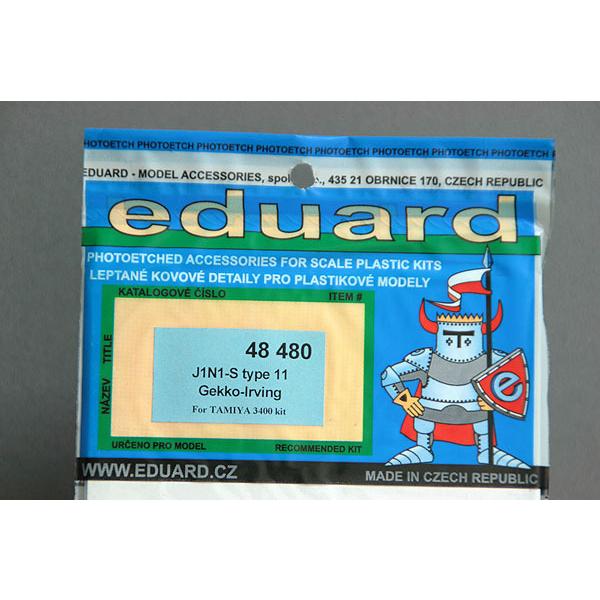 HOTOETCH PHOTOETCH PHOTOETCH PHOTOETCH PHOTOETCH PHOTOETCH PHOTOETCH PHOTOETCH
EDUARD - MODEL ACCESSORIES, 435 21 OBRNICE 170, CZECH REPUBLIC
eduard
PHOTOETCHED ACCESSORIES FOR SCALE PLASTIC KITS
LEPTANÉ KOVOVÉ DETAILY PRO PLASTIKOVÉ MODELY
KATALOGOVÉ ČÍSLO ITEM #
NÁZEV TITLE
48 480
J1N1-S type 11
Gekko-Irving
For TAMIYA 3400 kit
URČENO PRO MODEL RECOMMENDED KIT
e
WWW.EDUARD.CZ MADE IN CZECH REPUBLIC